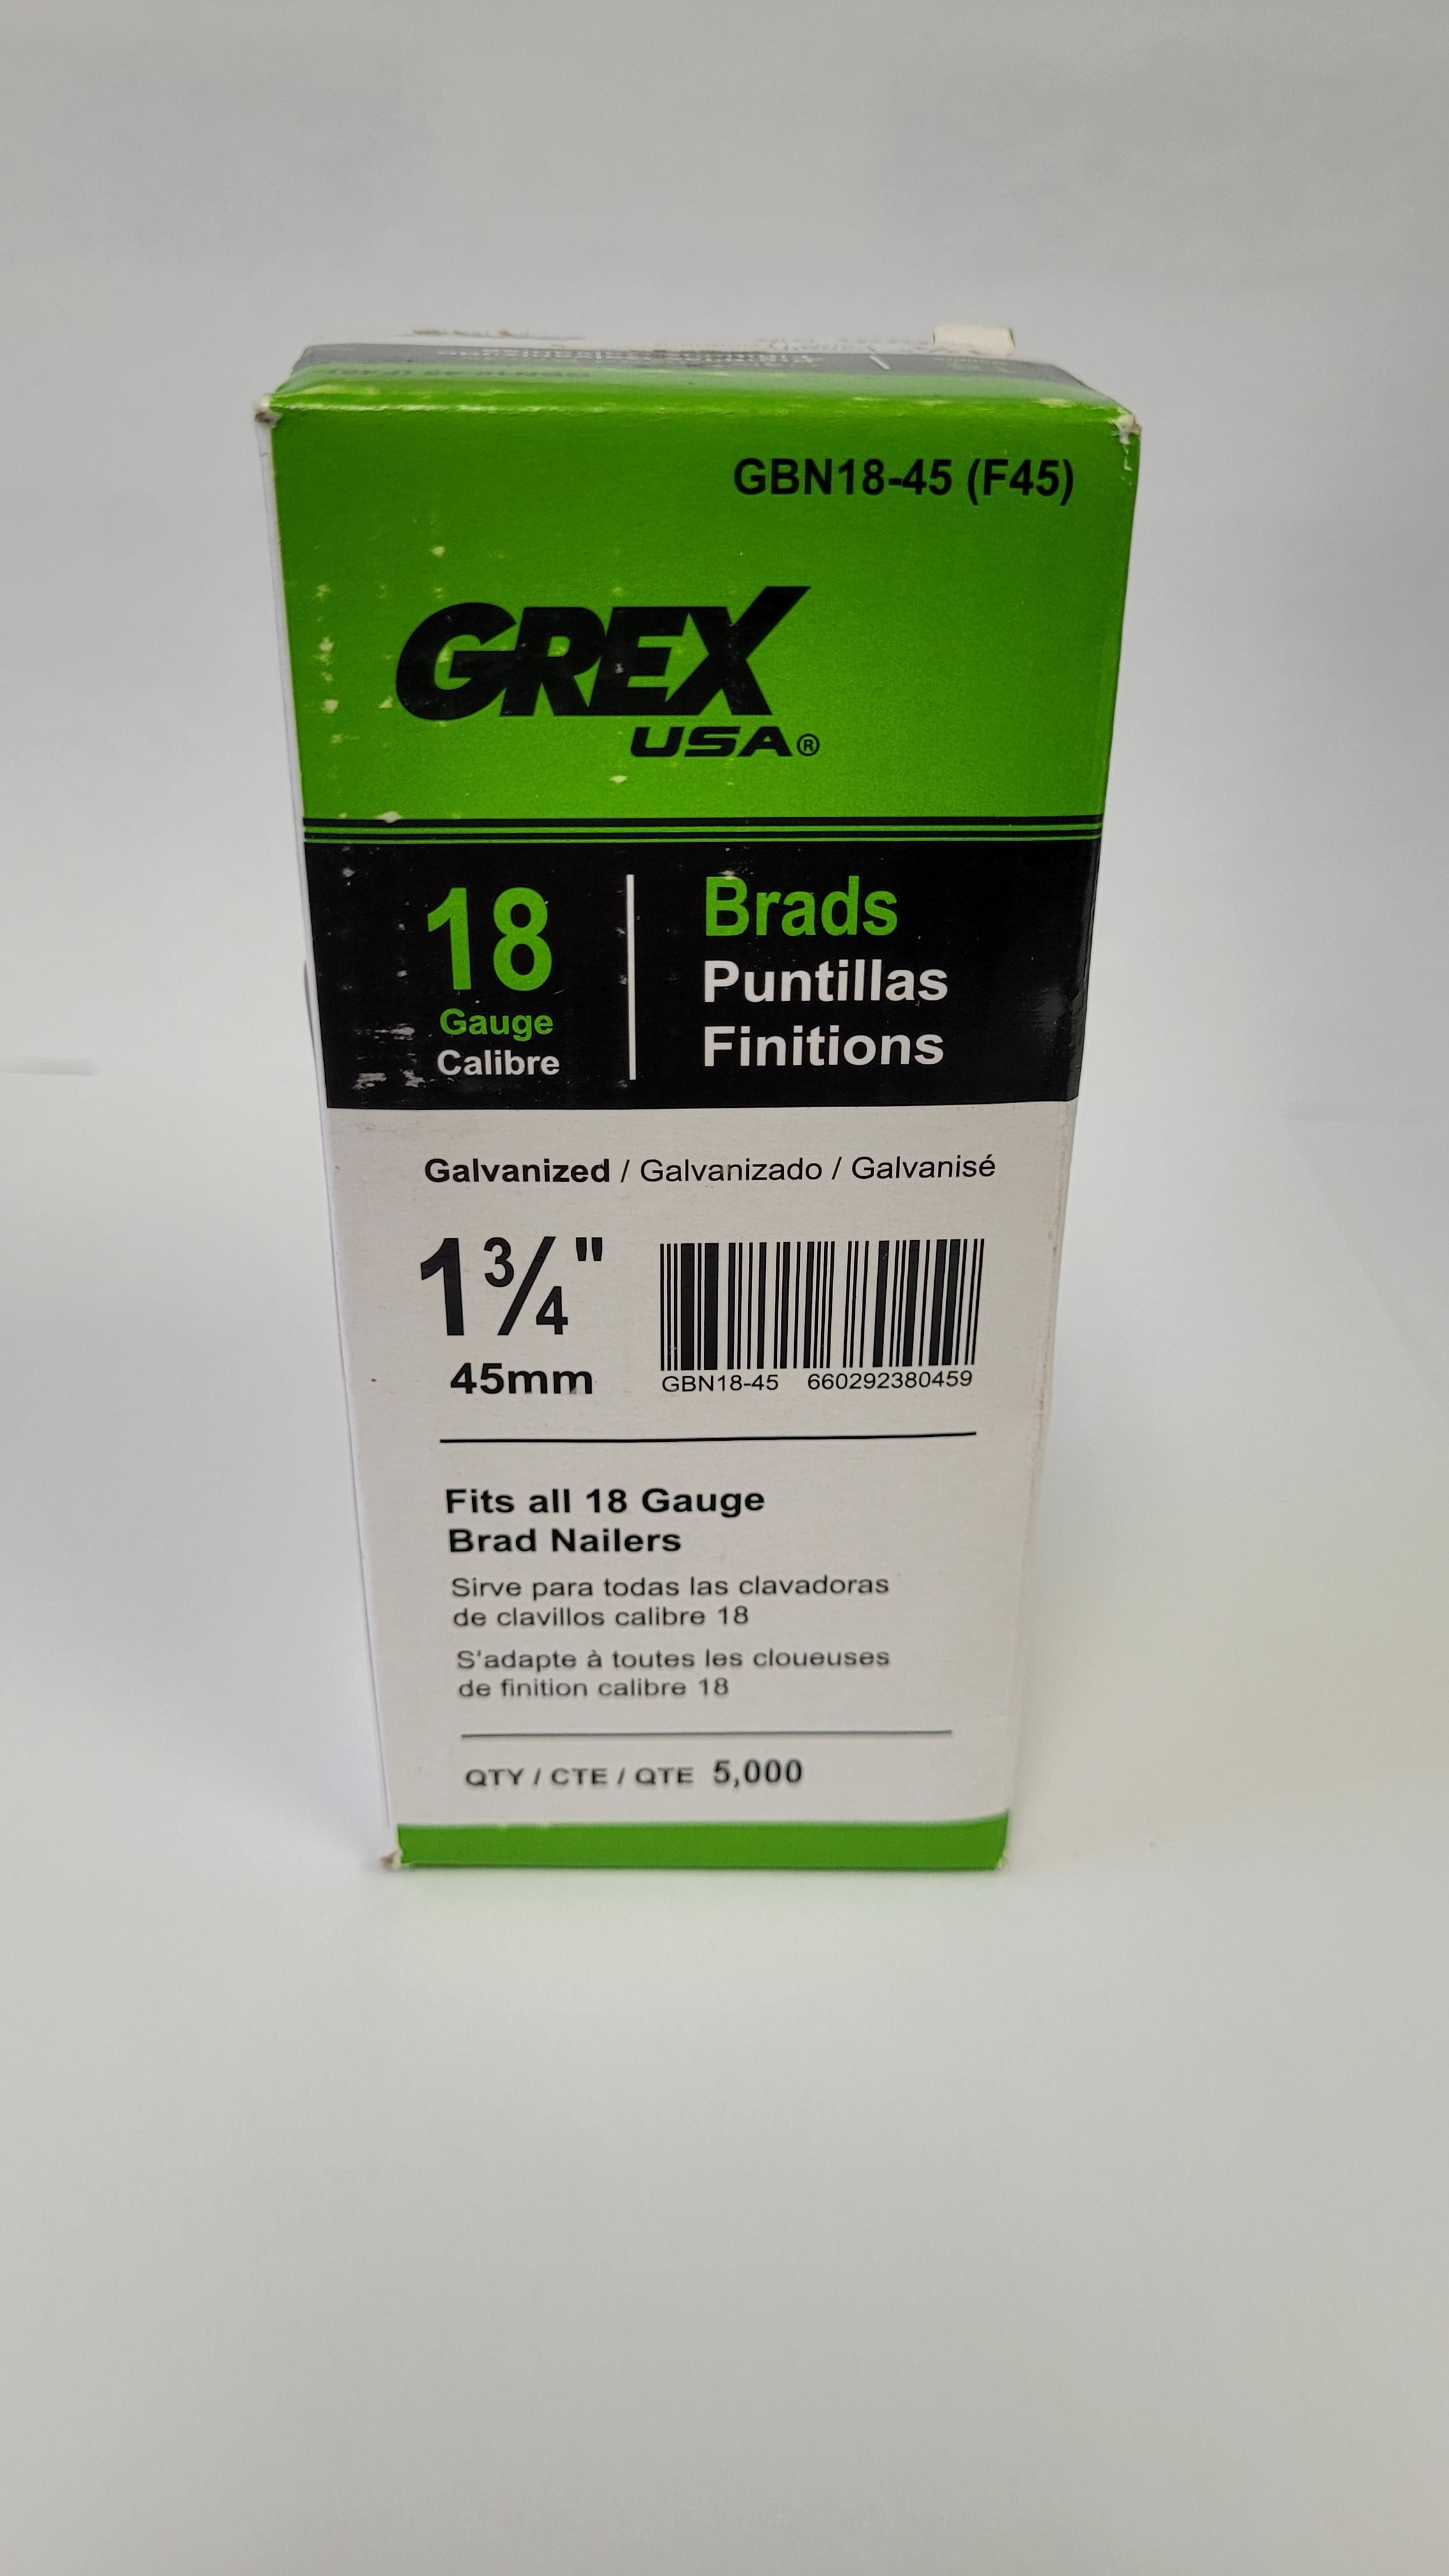 GBN18-45 (F45)
GREX
USA®
18
Gauge
Calibre
Brads
Puntillas
Finitions
Galvanized / Galvanizado / Galvanisé
1¾"
45mm
GBN18-45 660292380459
Fits all 18 Gauge
Brad Nailers
Sirve para todas las clavadoras
de clavillos calibre 18
S'adapte à toutes les cloueuses
de finition calibre 18
QTY / CTE / QTE 5,000